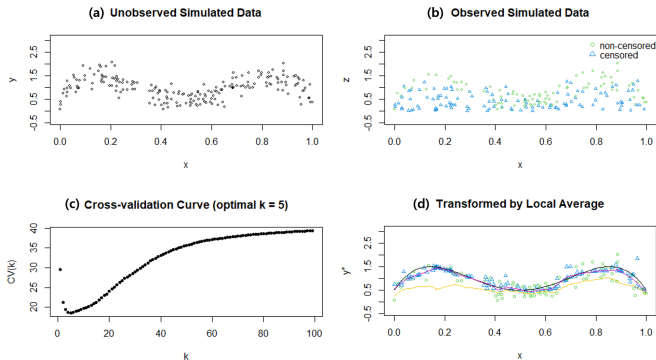 (a) Unobserved Simulated Data
y
-0.5 0.5 1.5 2.5
0.0 0.2 0.4 0.6 0.8 1.0
x
(b) Observed Simulated Data
non-censored
censored
z
-0.5 0.5 1.5 2.5
0.0 0.2 0.4 0.6 0.8 1.0
x
(c) Cross-validation Curve (optimal k = 5)
CV(k)
20 25 30 35 40
0 20 40 60 80 100
k
(d) Transformed by Local Average
y*
-0.5 0.5 1.5 2.5
0.0 0.2 0.4 0.6 0.8 1.0
x